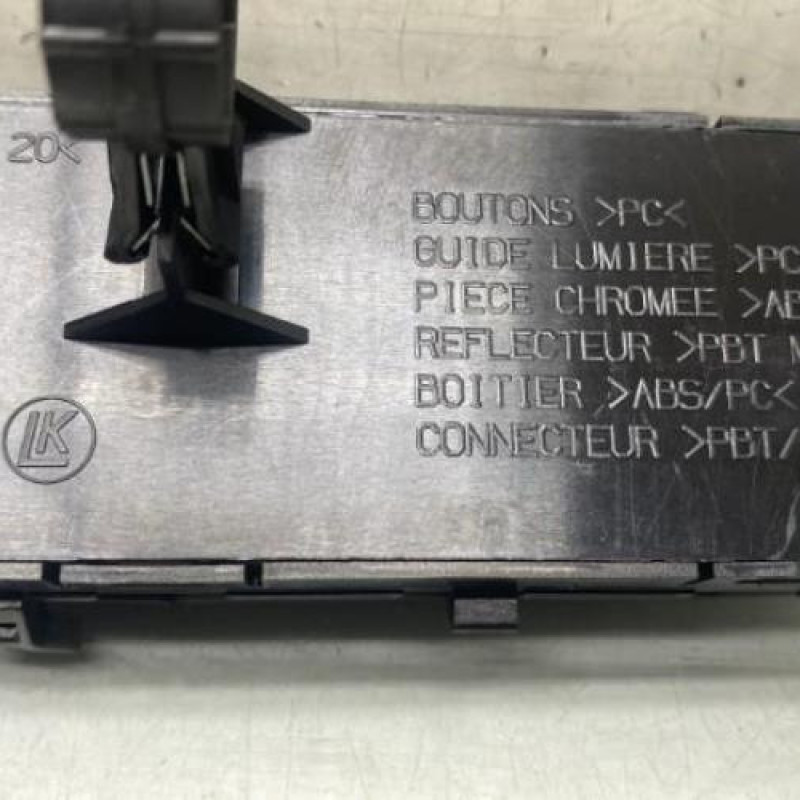 20<
BOUTONS >PC<
GUIDE LUMIERE >PC
PIECE CHROMEE >AB
REFLECTEUR >PBT M
BOITIER >ABS/PC<
LK
CONNECTEUR >PBT/